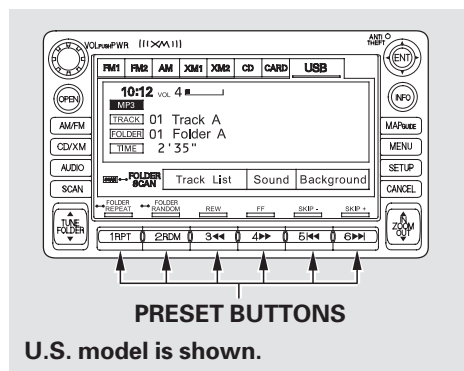 VOL PUSH PWR XM ANTI THEFT
ENT
FM1 FM2 AM XM1 XM2 CD CARD USB
OPEN
10:12 VOL 4
INFO
MP3
TRACK 01 Track A
AM/FM
FOLDER 01 Folder A
MAP GUIDE
TIME 2'35"
CD/XM
MENU
AUDIO
FOLDER SCAN Track List Sound Background
SETUP
SCAN
CANCEL
FOLDER REPEAT FOLDER RANDOM REW FF SKIP - SKIP +
TUNE FOLDER
IN ZOOM OUT
1RPT 2RDM 3◀◀ 4▶▶ 5|◀◀ 6▶▶|
PRESET BUTTONS
U.S. model is shown.